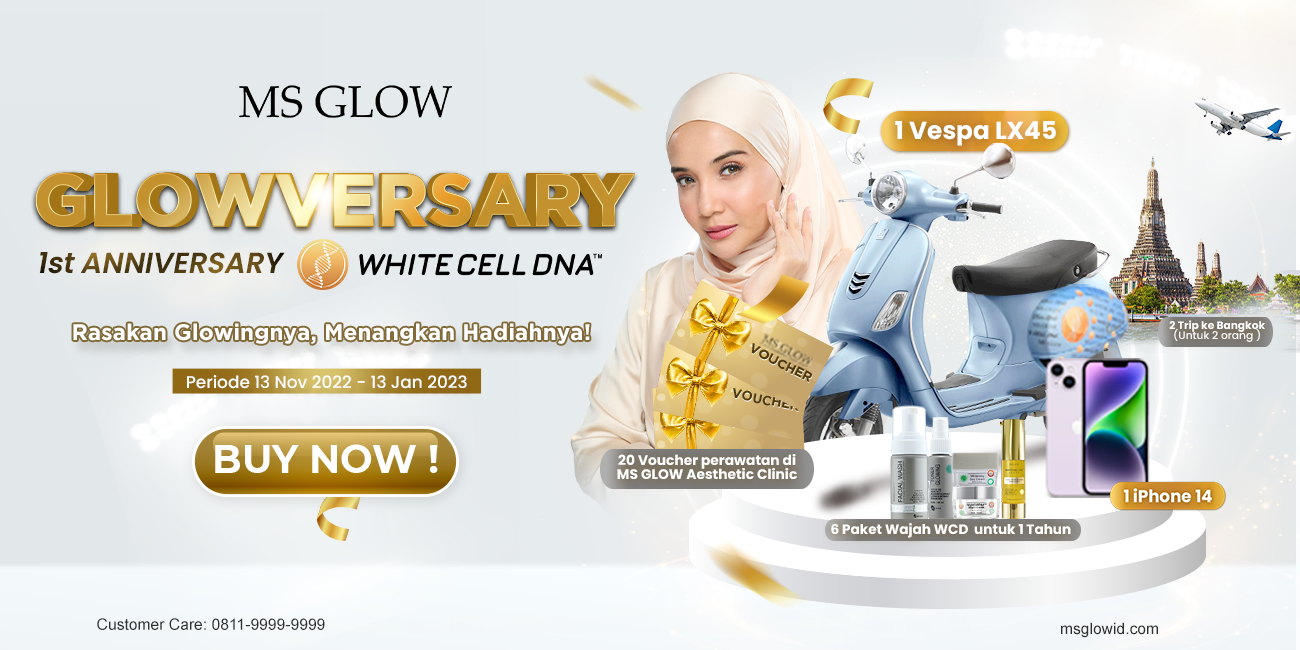 MS GLOW
GLOWVERSARY
1st ANNIVERSARY WHITE CELL DNA™
Rasakan Glowingnya, Menangkan Hadiahnya!
Periode 13 Nov 2022 - 13 Jan 2023
BUY NOW !
Customer Care: 0811-9999-9999
1 Vespa LX45
2 Trip ke Bangkok
(Untuk 2 orang )
MS GLOW
VOUCHER
VOUCHER
20 Voucher perawatan di
MS GLOW Aesthetic Clinic
FACIAL WASH
1 iPhone 14
6 Paket Wajah WCD untuk 1 Tahun
msglowid.com